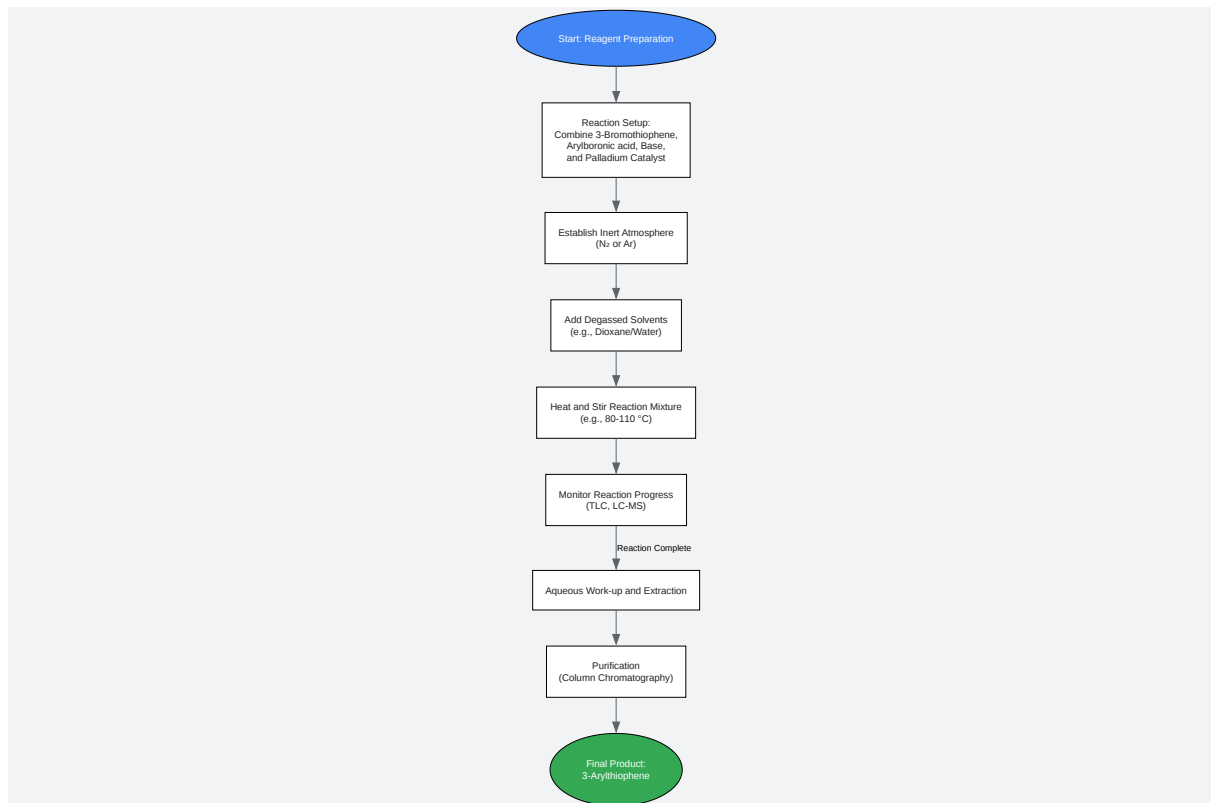 Start: Reagent Preparation
Reaction Setup:
Combine 3-Bromothiophene,
Arylboronic acid, Base,
and Palladium Catalyst
Establish Inert Atmosphere
(N₂ or Ar)
Add Degassed Solvents
(e.g., Dioxane/Water)
Heat and Stir Reaction Mixture
(e.g., 80-110 °C)
Monitor Reaction Progress
(TLC, LC-MS)
Reaction Complete
Aqueous Work-up and Extraction
Purification
(Column Chromatography)
Final Product:
3-Arylthiophene